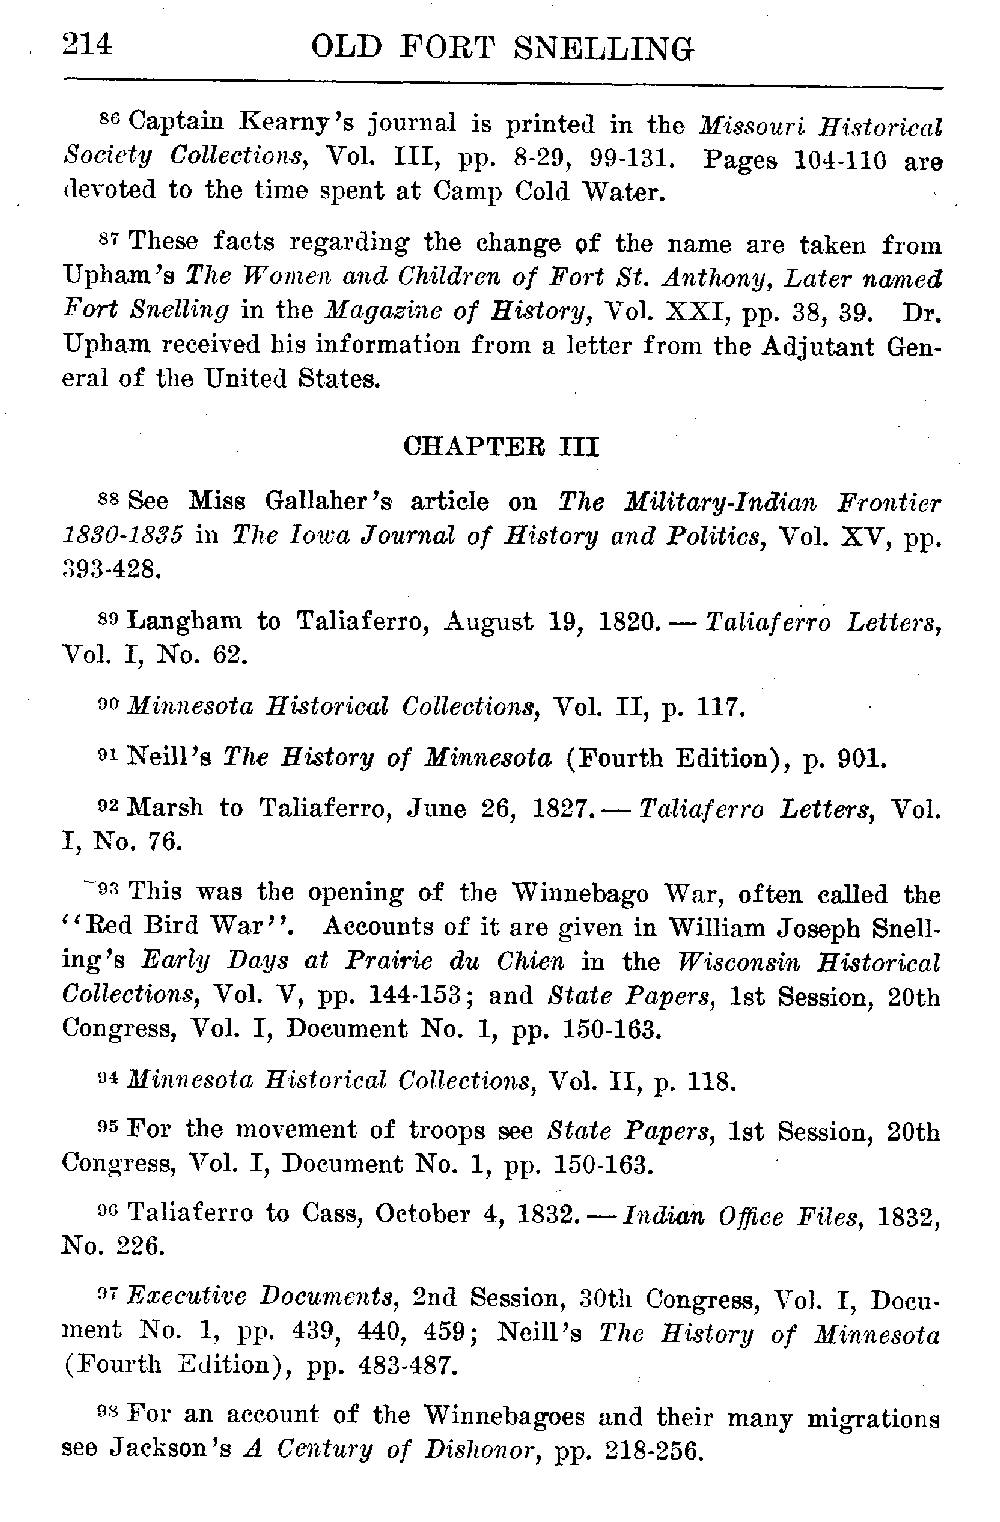 214 OLD FORT SNELLING
86 Captain Kearny's journal is printed in the Missouri Historical
Society Collections, Vol. III, pp. 8-29, 99-131. Pages 104-110 are
devoted to the time spent at Camp Cold Water.
87 These facts regarding the change of the name are taken from
Upham's The Women and Children of Fort St. Anthony, Later named
Fort Snelling in the Magazine of History, Vol. XXI, pp. 38, 39. Dr.
Upham received his information from a letter from the Adjutant Gen-
eral of the United States.
CHAPTER III
88 See Miss Gallaher's article on The Military-Indian Frontier
1830-1835 in The Iowa Journal of History and Politics, Vol. XV, pp.
393-428.
89 Langham to Taliaferro, August 19, 1820.— Taliaferro Letters,
Vol. I, No. 62.
90 Minnesota Historical Collections, Vol. II, p. 117.
91 Neill's The History of Minnesota (Fourth Edition), p. 901.
92 Marsh to Taliaferro, June 26, 1827.— Taliaferro Letters, Vol.
I, No. 76.
93 This was the opening of the Winnebago War, often called the
"Red Bird War". Accounts of it are given in William Joseph Snell-
ing's Early Days at Prairie du Chien in the Wisconsin Historical
Collections, Vol. V, pp. 144-153; and State Papers, 1st Session, 20th
Congress, Vol. I, Document No. 1, pp. 150-163.
94 Minnesota Historical Collections, Vol. II, p. 118.
95 For the movement of troops see State Papers, 1st Session, 20th
Congress, Vol. I, Document No. 1, pp. 150-163.
96 Taliaferro to Cass, October 4, 1832.— Indian Office Files, 1832,
No. 226.
97 Executive Documents, 2nd Session, 30th Congress, Vol. I, Docu-
ment No. 1, pp. 439, 440, 459; Neill's The History of Minnesota
(Fourth Edition), pp. 483-487.
98 For an account of the Winnebagoes and their many migrations
see Jackson's A Century of Dishonor, pp. 218-256.